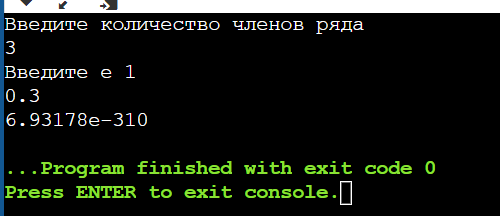 Введите количество членов ряда
3
Введите е 1
0.3
6.93178e-310
...Program finished with exit code 0
Press ENTER to exit console.